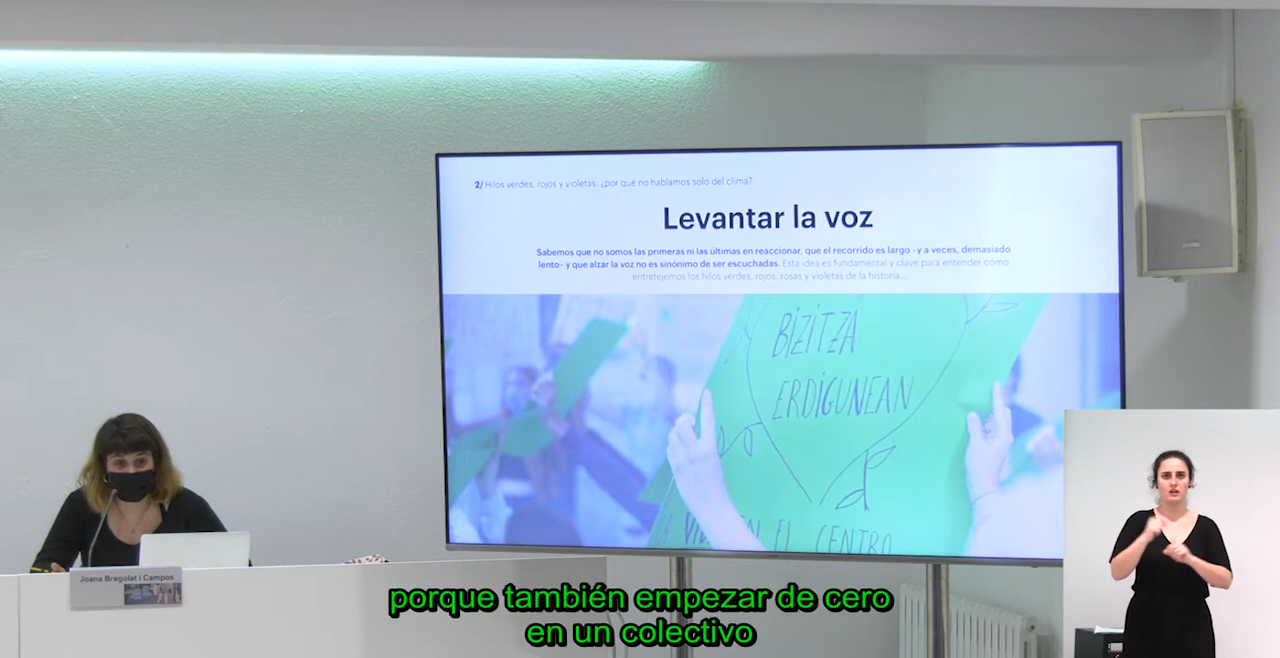 2/ Hilos verdes, rojos y violetas: ¿por qué no hablamos solo del clima?
Levantar la voz
Sabemos que no somos las primeras ni las últimas en reaccionar, que el recorrido es largo -y a veces, demasiado
lento- y que alzar la voz no es sinónimo de ser escuchadas. Esta idea es fundamental y clave para entender cómo
entretejemos los hilos verdes, rojos, rosas y violetas de la historia...
BIZITZA
ERDIGUNEAN
EN EL CENTRO
Joana Bregolat i Campos
porque también empezar de cero
en un colectivo